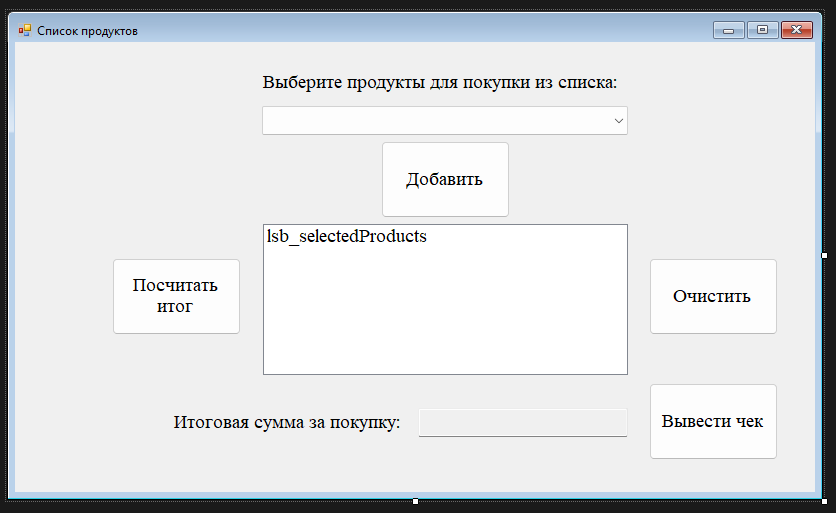 Список продуктов
Выберите продукты для покупки из списка:
Добавить
lsb_selectedProducts
Посчитать
итог
Очистить
Итоговая сумма за покупку:
Вывести чек